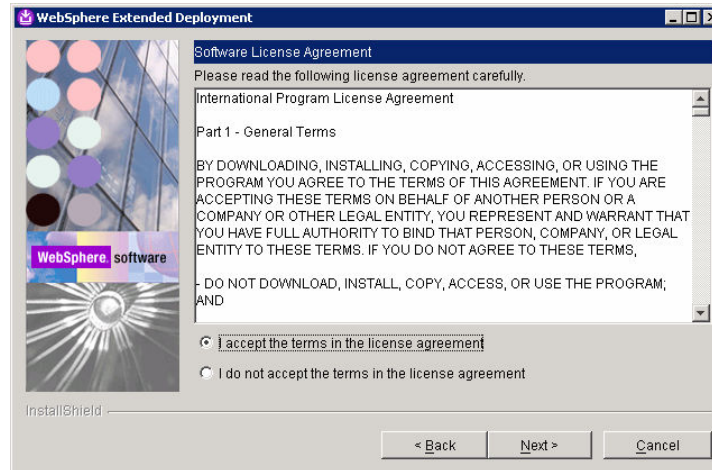 WebSphere Extended Deployment
Software License Agreement
Please read the following license agreement carefully.
International Program License Agreement
Part 1 - General Terms
BY DOWNLOADING, INSTALLING, COPYING, ACCESSING, OR USING THE
PROGRAM YOU AGREE TO THE TERMS OF THIS AGREEMENT. IF YOU ARE
ACCEPTING THESE TERMS ON BEHALF OF ANOTHER PERSON OR A
COMPANY OR OTHER LEGAL ENTITY, YOU REPRESENT AND WARRANT THAT
YOU HAVE FULL AUTHORITY TO BIND THAT PERSON, COMPANY, OR LEGAL
ENTITY TO THESE TERMS. IF YOU DO NOT AGREE TO THESE TERMS,
- DO NOT DOWNLOAD, INSTALL, COPY, ACCESS, OR USE THE PROGRAM;
AND
WebSphere. software
I accept the terms in the license agreement
I do not accept the terms in the license agreement
InstallShield
< Back
Next >
Cancel